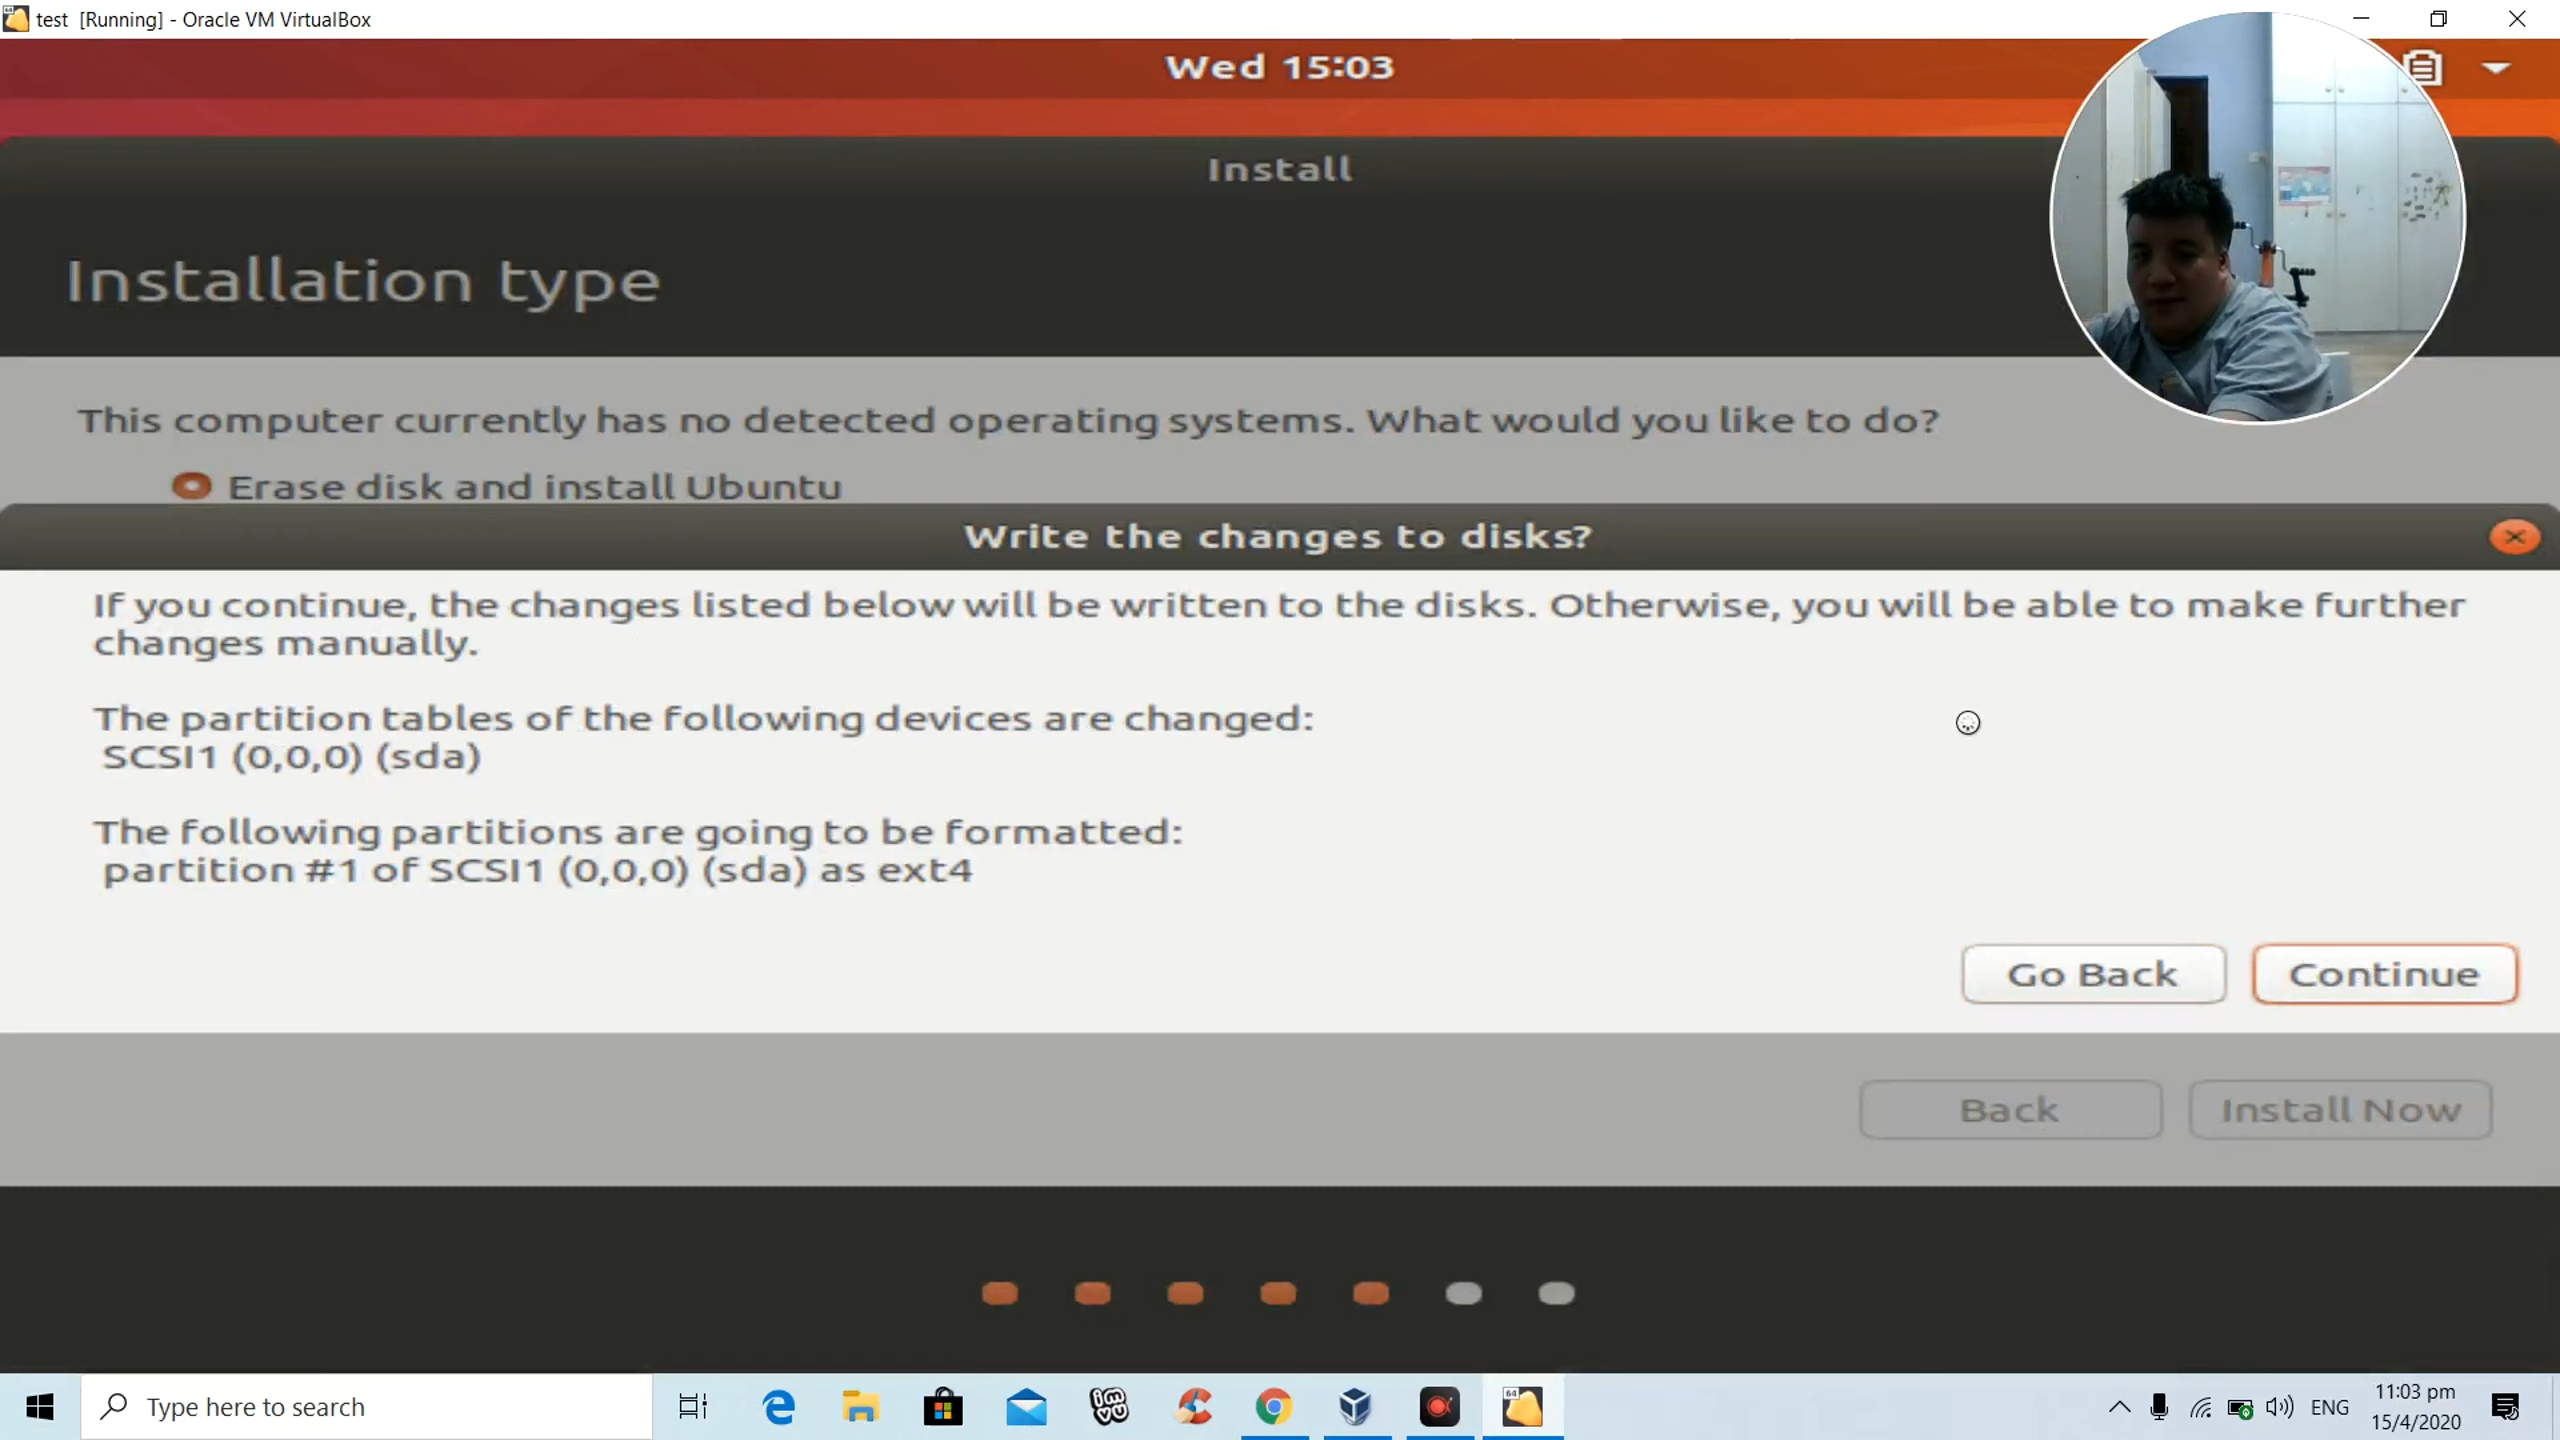 test [Running] - Oracle VM VirtualBox
Wed 15:03
Install
Installation type
This computer currently has no detected operating systems. What would you like to do?
Erase disk and install Ubuntu
Write the changes to disks?
If you continue, the changes listed below will be written to the disks. Otherwise, you will be able to make further
changes manually.
The partition tables of the following devices are changed:
SCSI1 (0,0,0) (sda)
The following partitions are going to be formatted:
partition #1 of SCSI1 (0,0,0) (sda) as ext4
Go Back
Continue
Back
Install Now
Type here to search
imvu
64
ENG
11:03 pm
15/4/2020